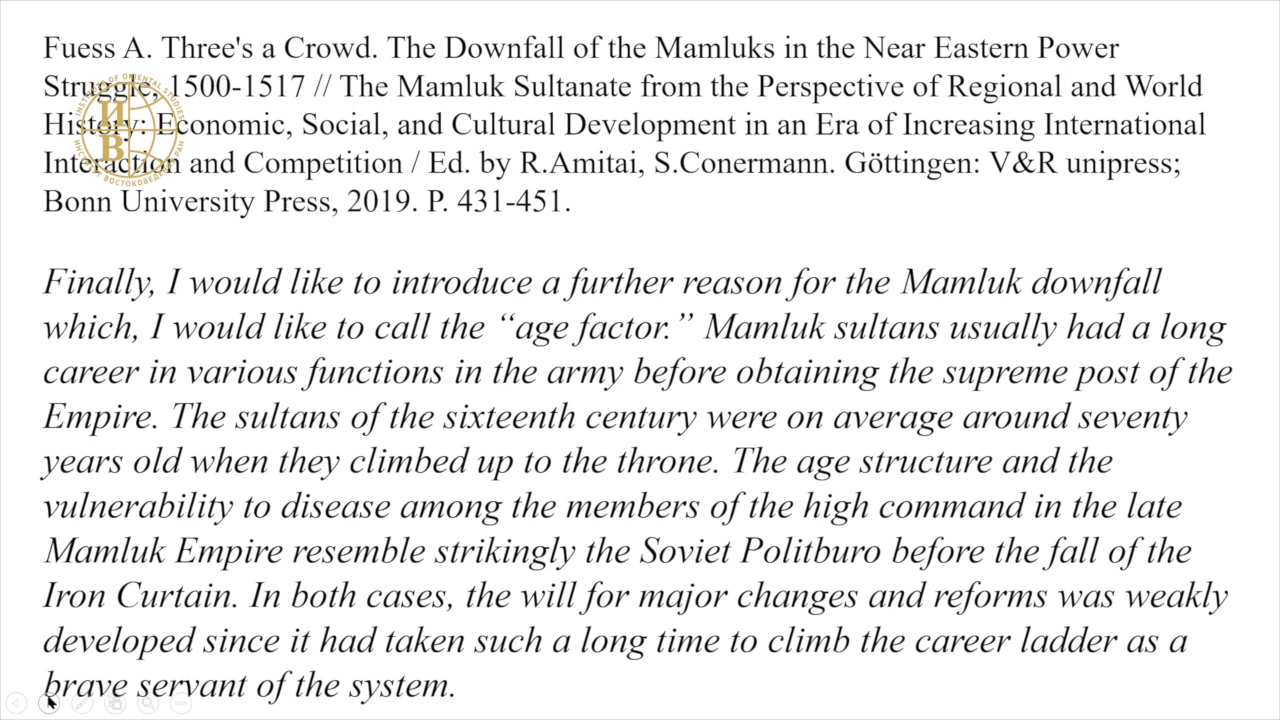 Fuess A. Three's a Crowd. The Downfall of the Mamluks in the Near Eastern Power
Struggle, 1500-1517 // The Mamluk Sultanate from the Perspective of Regional and World
History: Economic, Social, and Cultural Development in an Era of Increasing International
Interaction and Competition / Ed. by R.Amitai, S.Conermann. Göttingen: V&R unipress;
Bonn University Press, 2019. P. 431-451.
INSTITUTE OF ORIENTAL STUDIES
И
В
ИНСТИТУТ ВОСТОКОВЕДЕНИЯ РАН
Finally, I would like to introduce a further reason for the Mamluk downfall
which, I would like to call the “age factor.” Mamluk sultans usually had a long
career in various functions in the army before obtaining the supreme post of the
Empire. The sultans of the sixteenth century were on average around seventy
years old when they climbed up to the throne. The age structure and the
vulnerability to disease among the members of the high command in the late
Mamluk Empire resemble strikingly the Soviet Politburo before the fall of the
Iron Curtain. In both cases, the will for major changes and reforms was weakly
developed since it had taken such a long time to climb the career ladder as a
brave servant of the system.